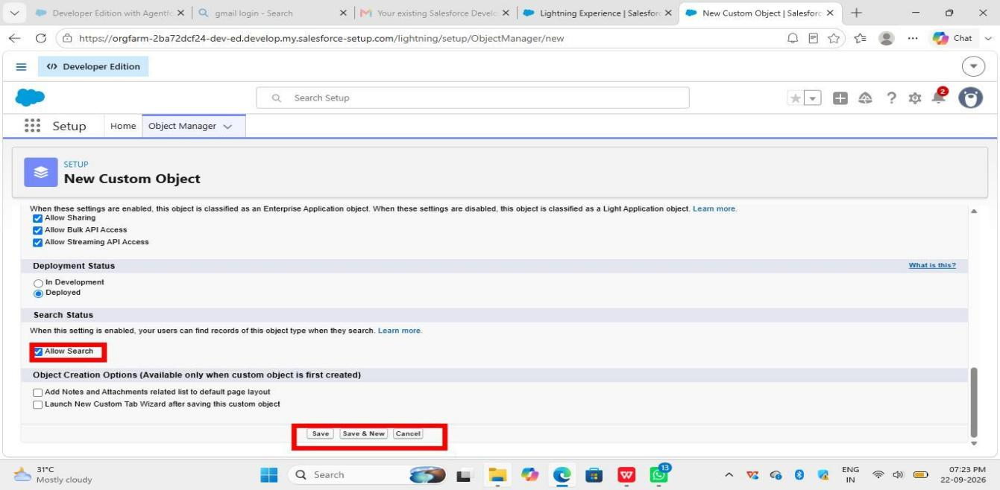 Developer Edition with Agentfo
gmail login - Search
Your existing Salesforce Develo
Lightning Experience | Salesforc
New Custom Object | Salesforc
https://orgfarm-2ba72dcf24-dev-ed.develop.my.salesforce-setup.com/lightning/setup/ObjectManager/new
Chat
</> Developer Edition
Search Setup
2
Setup Home Object Manager
SETUP
New Custom Object
When these settings are enabled, this object is classified as an Enterprise Application object. When these settings are disabled, this object is classified as a Light Application object. Learn more.
Allow Sharing
Allow Bulk API Access
Allow Streaming API Access
Deployment Status What is this?
In Development
Deployed
Search Status
When this setting is enabled, your users can find records of this object type when they search. Learn more.
Allow Search
Object Creation Options (Available only when custom object is first created)
Add Notes and Attachments related list to default page layout
Launch New Custom Tab Wizard after saving this custom object
Save Save & New Cancel
31°C
Mostly cloudy
Search
13
ENG
IN
07:23 PM
22-09-2026